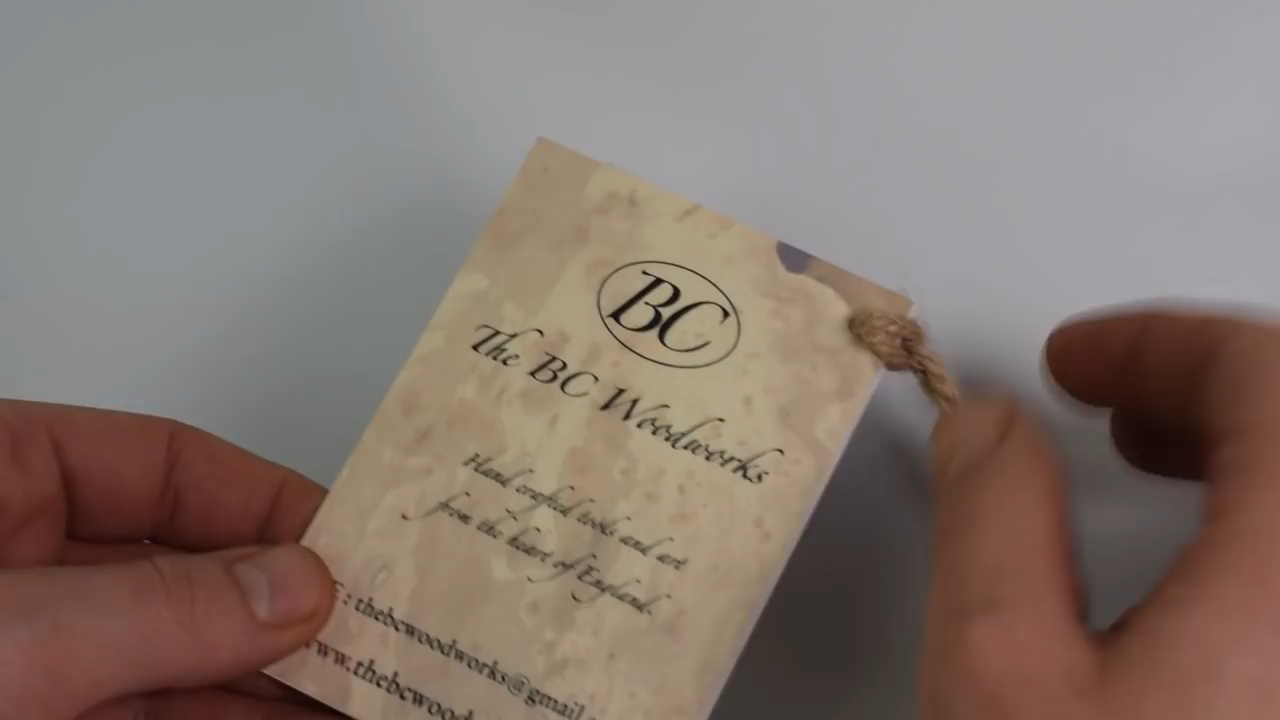 BC
The BC Woodworks
Hand crafted tools and art
from the heart of England.
E : thebcwoodworks@gmail.
www.thebcwood